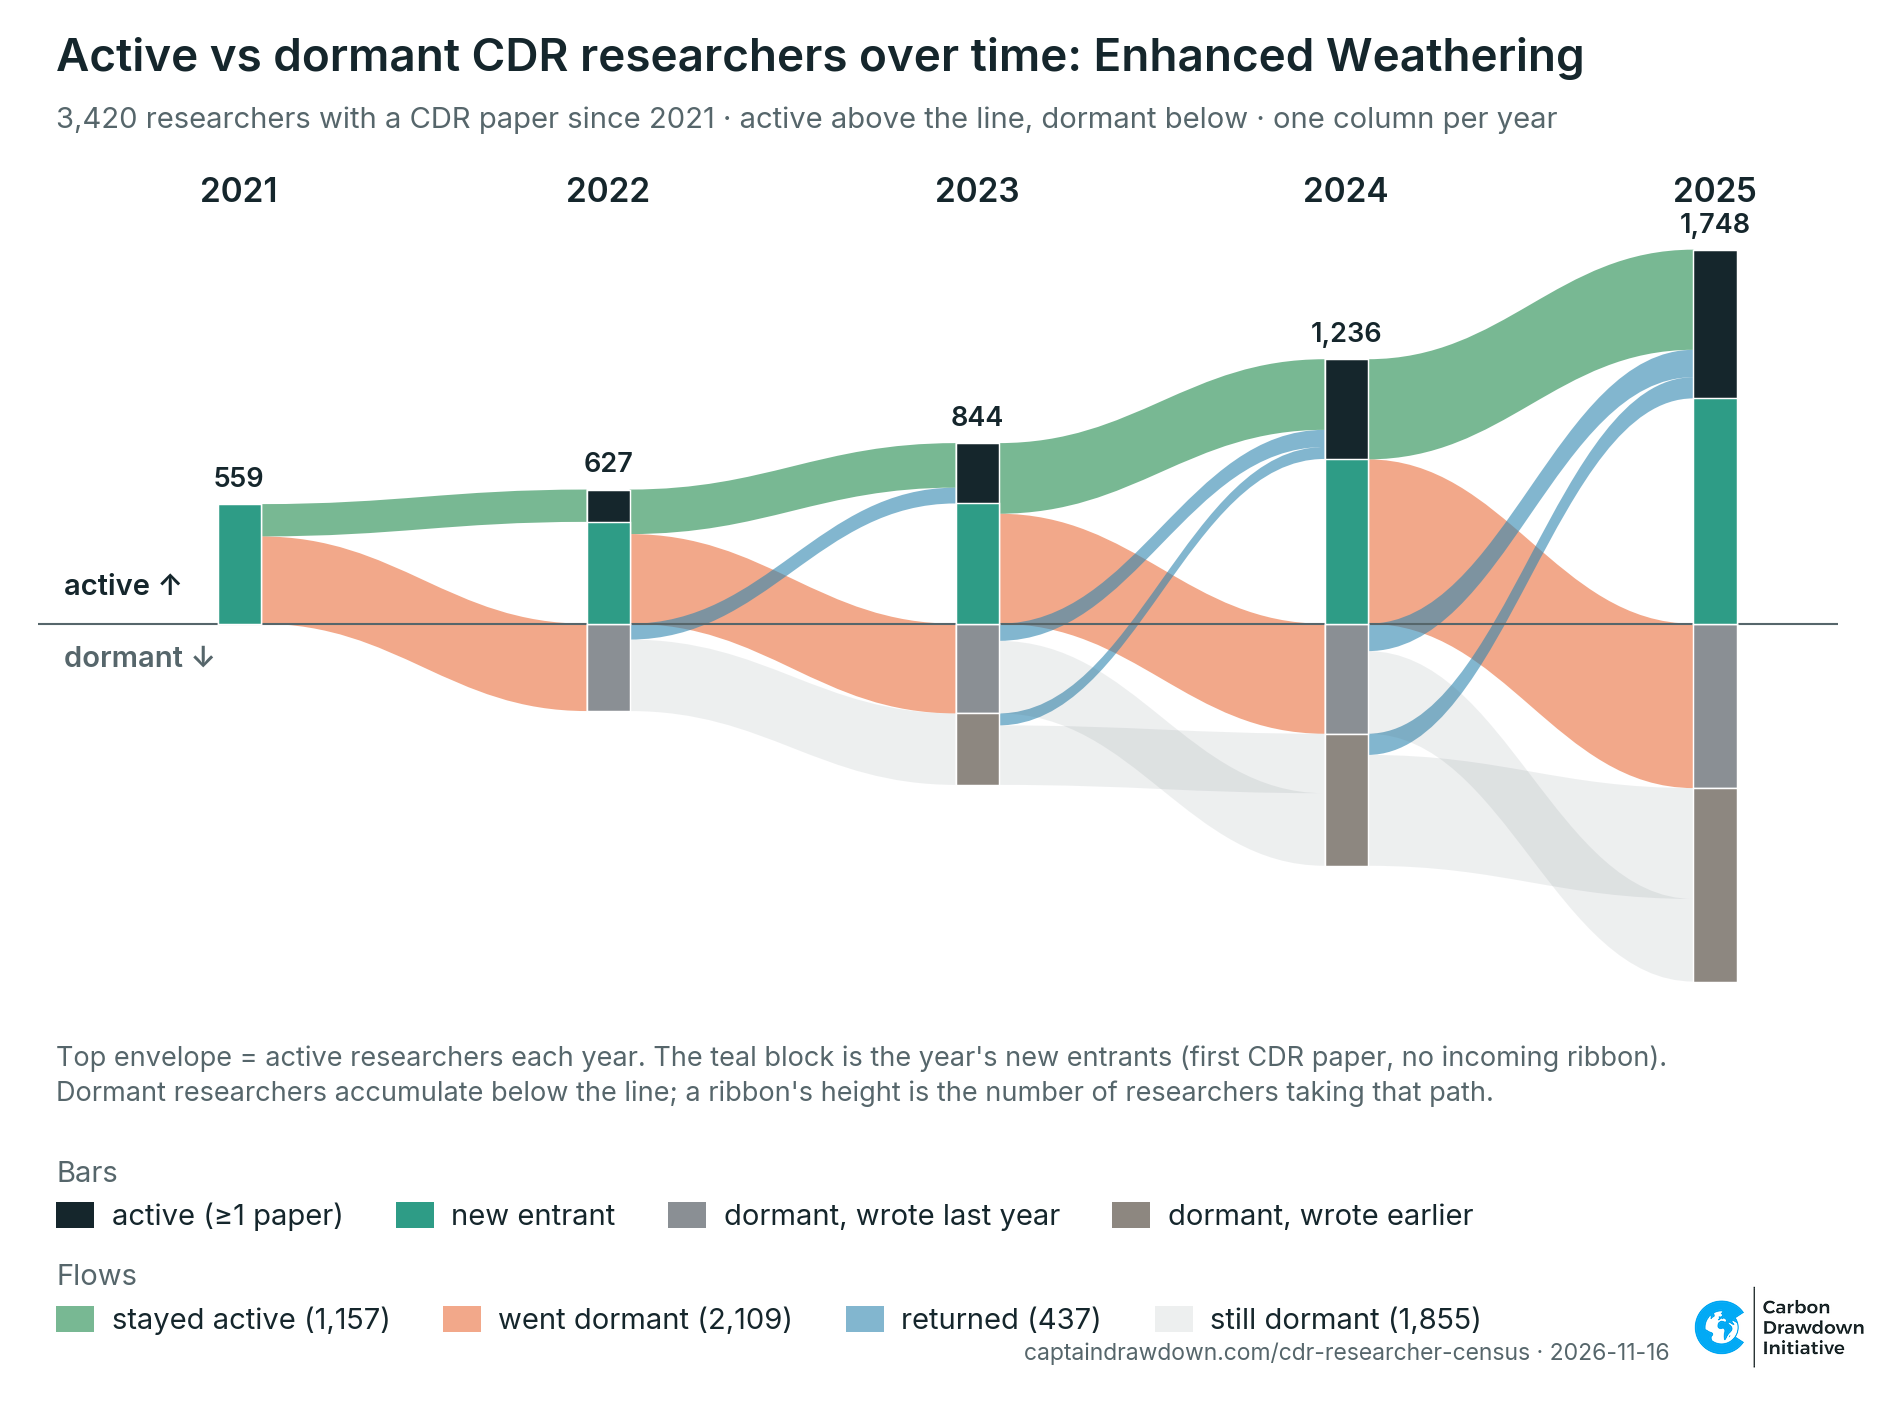 Active vs dormant CDR researchers over time: Enhanced Weathering
3,420 researchers with a CDR paper since 2021 · active above the line, dormant below · one column per year
2021
2022
2023
2024
2025
559
627
844
1,236
1,748
active ↑
dormant ↓
Top envelope = active researchers each year. The teal block is the year's new entrants (first CDR paper, no incoming ribbon).
Dormant researchers accumulate below the line; a ribbon's height is the number of researchers taking that path.
Bars
active (≥1 paper)
new entrant
dormant, wrote last year
dormant, wrote earlier
Flows
stayed active (1,157)
went dormant (2,109)
returned (437)
still dormant (1,855)
captaindrawdown.com/cdr-researcher-census · 2026-11-16
Carbon
Drawdown
Initiative